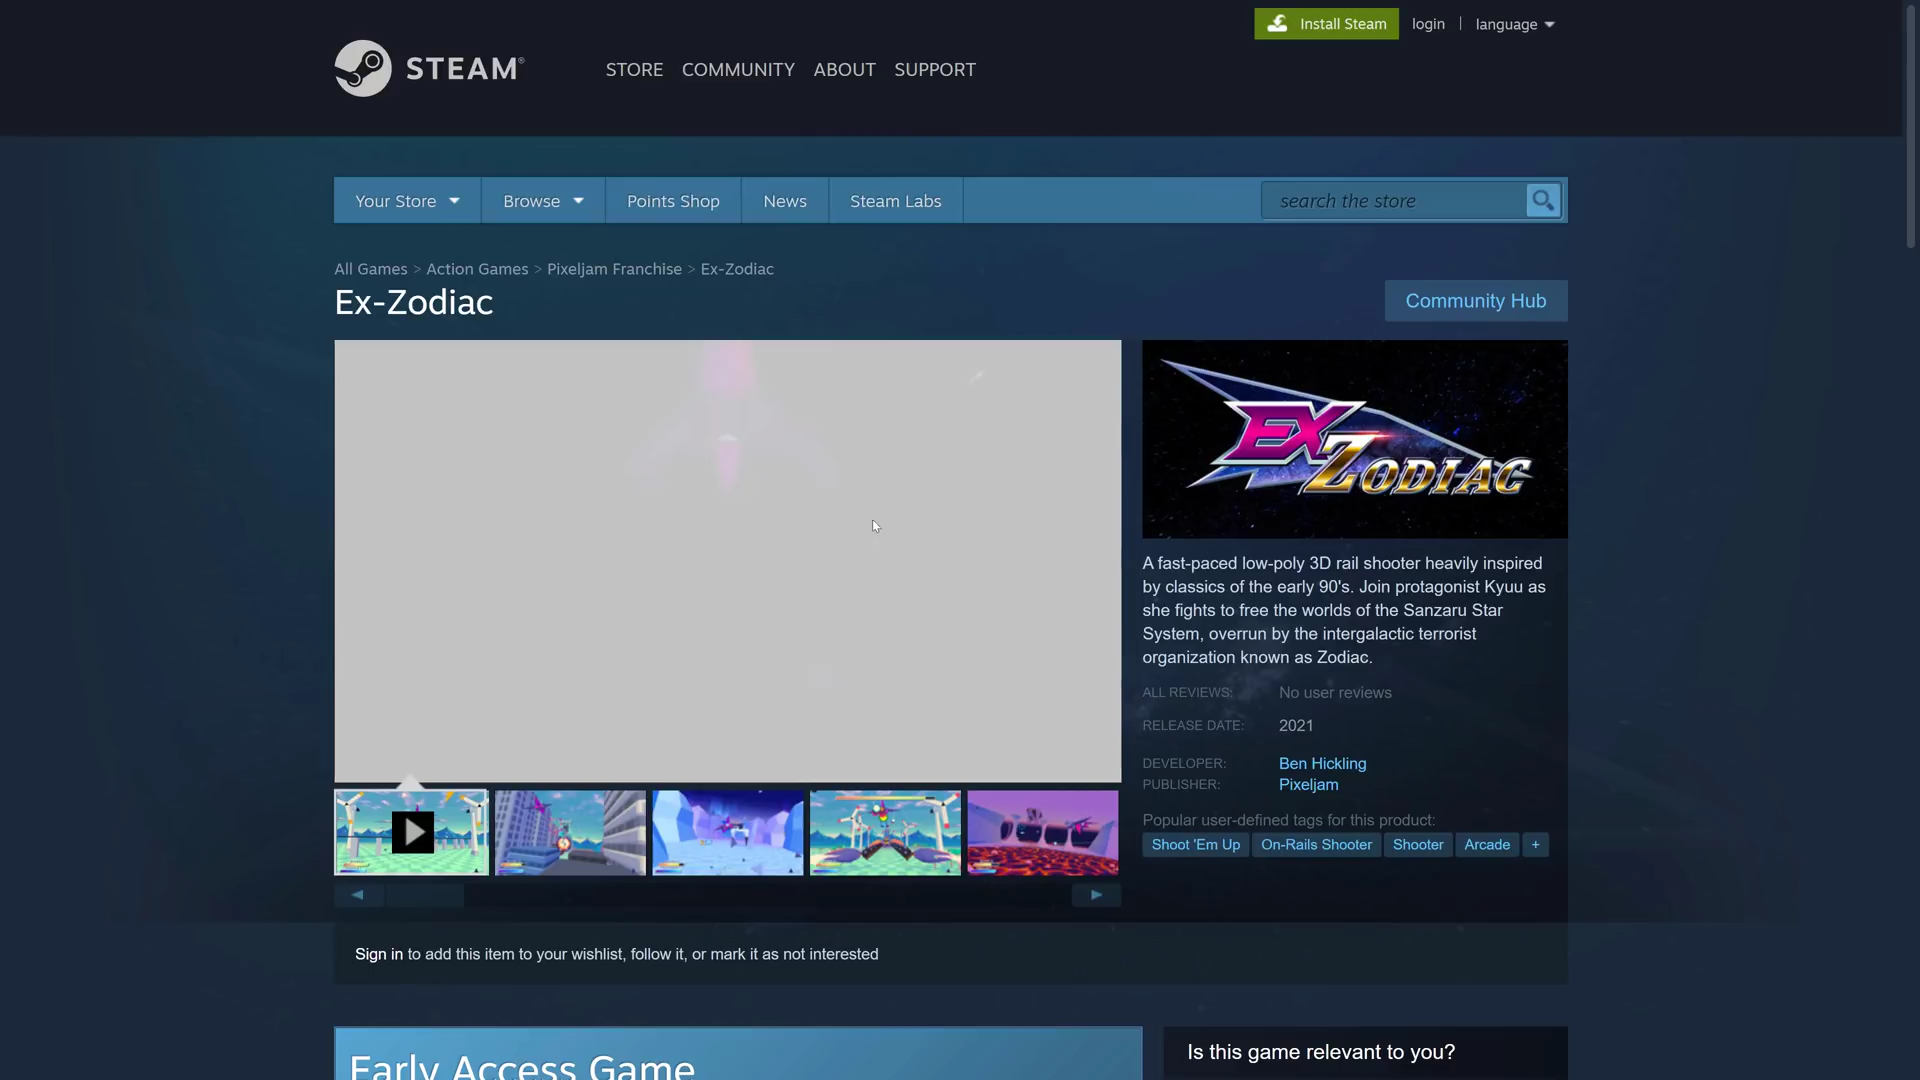 Install Steam
login
language
STEAM®
STORE
COMMUNITY
ABOUT
SUPPORT
Your Store
Browse
Points Shop
News
Steam Labs
search the store
All Games > Action Games > Pixeljam Franchise > Ex-Zodiac
Ex-Zodiac
Community Hub
EX ZODIAC
A fast-paced low-poly 3D rail shooter heavily inspired
by classics of the early 90's. Join protagonist Kyuu as
she fights to free the worlds of the Sanzaru Star
System, overrun by the intergalactic terrorist
organization known as Zodiac.
ALL REVIEWS: No user reviews
RELEASE DATE: 2021
DEVELOPER: Ben Hickling
PUBLISHER: Pixeljam
Popular user-defined tags for this product:
Shoot 'Em Up On-Rails Shooter Shooter Arcade +
Sign in to add this item to your wishlist, follow it, or mark it as not interested
Early Access Game
Is this game relevant to you?